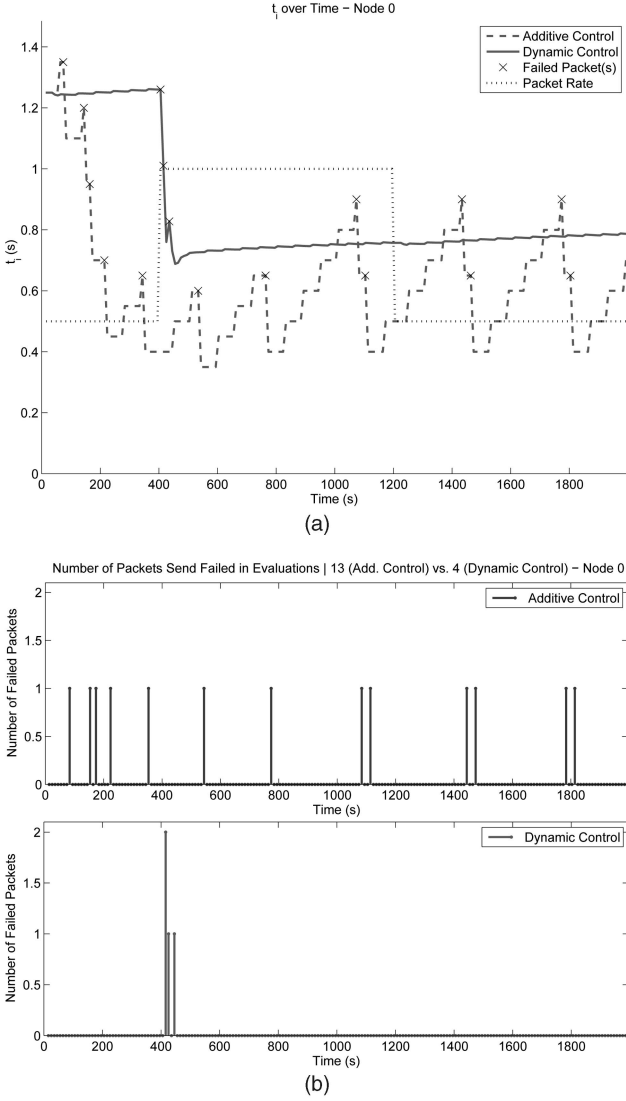 t_i over Time − Node 0
Additive Control
Dynamic Control
Failed Packet(s)
Packet Rate
1.4
1.2
1
0.8
0.6
0.4
0.2
0
t_i (s)
0 200 400 600 800 1000 1200 1400 1600 1800
Time (s)
(a)
Number of Packets Send Failed in Evaluations | 13 (Add. Control) vs. 4 (Dynamic Control) − Node 0
Additive Control
2
1.5
1
0.5
0
Number of Failed Packets
0 200 400 600 800 1000 1200 1400 1600 1800
Time (s)
Dynamic Control
2
1.5
1
0.5
0
Number of Failed Packets
0 200 400 600 800 1000 1200 1400 1600 1800
Time (s)
(b)